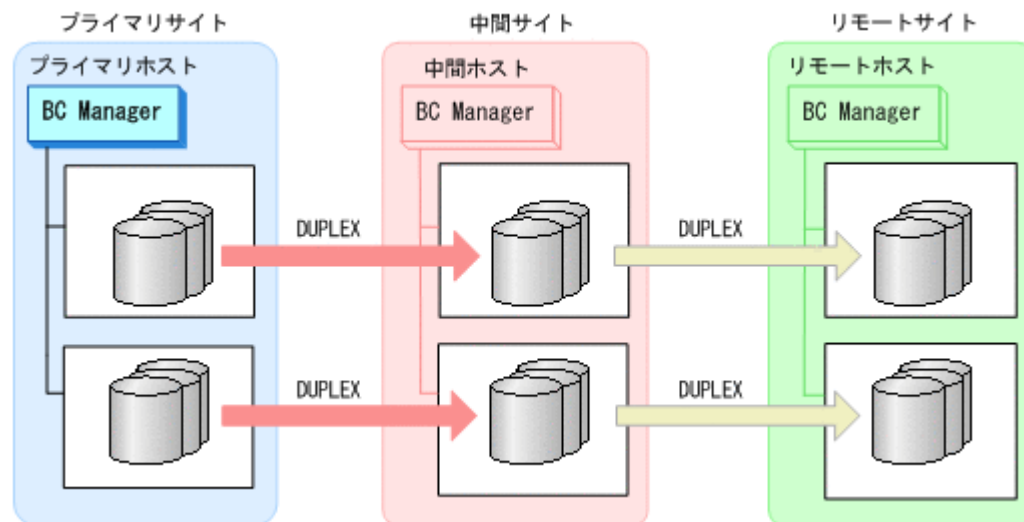 プライマリサイト
中間サイト
リモートサイト
プライマリホスト
中間ホスト
リモートホスト
BC Manager
BC Manager
BC Manager
DUPLEX
DUPLEX
DUPLEX
DUPLEX